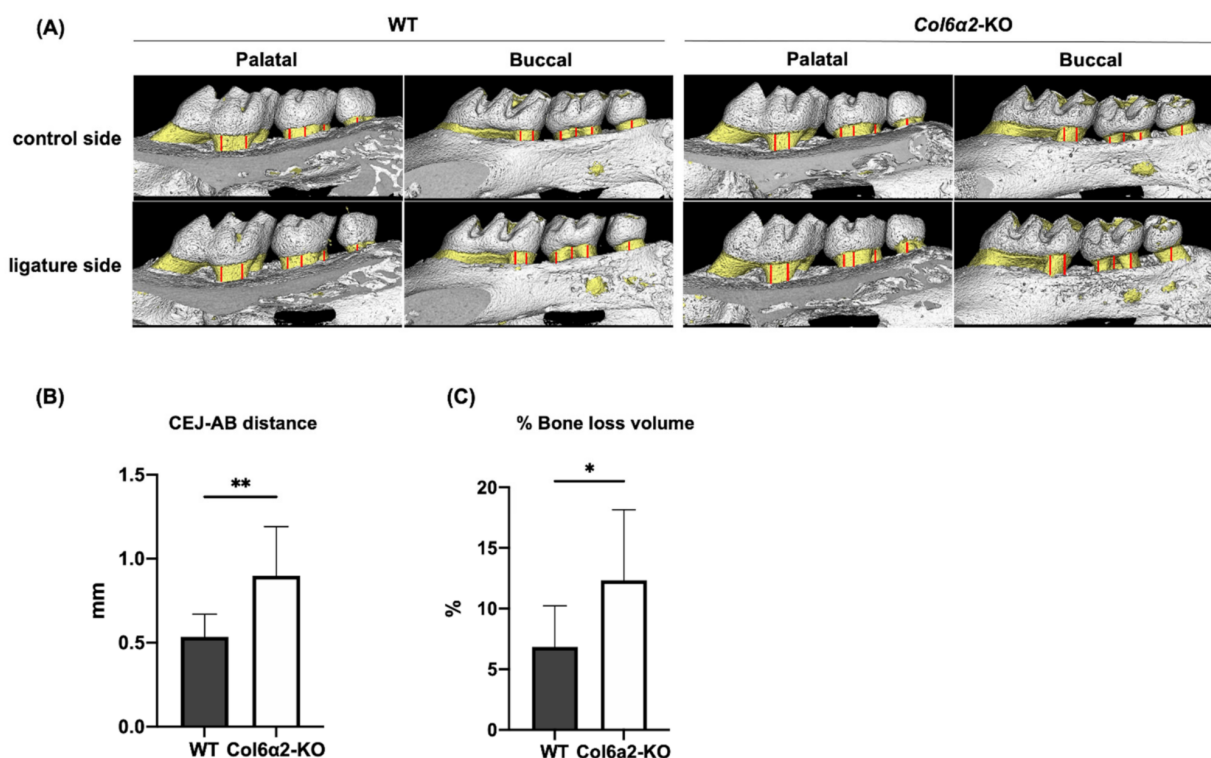 (A)
WT
Col6α2-KO
Palatal
Buccal
Palatal
Buccal
control side
ligature side
(B)
CEJ-AB distance
**
1.5
1.0
0.5
0.0
mm
WT Col6α2-KO
(C)
% Bone loss volume
*
20
15
10
5
0
%
WT Col6a2-KO